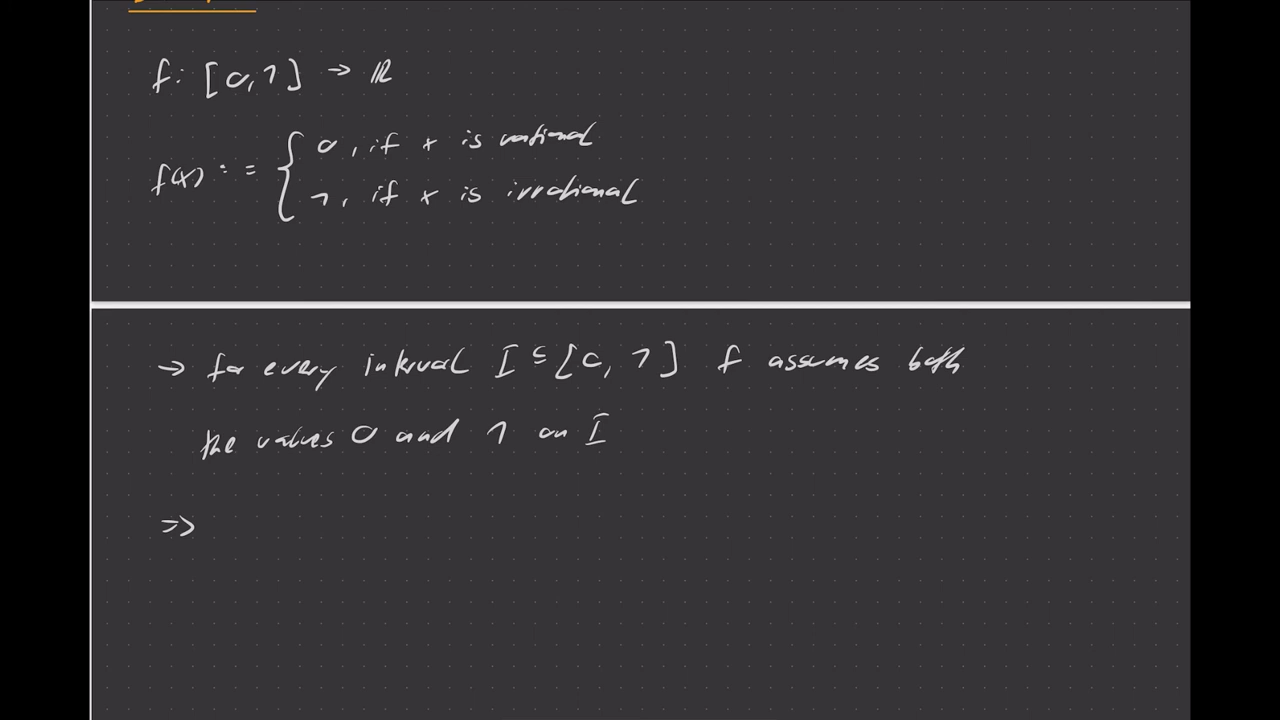 f: [0,1] → ℝ
f(x) := { 0, if x is rational
1, if x is irrational
→ for every interval I ⊆ [0, 1] f assumes both
the values 0 and 1 on I
⇒